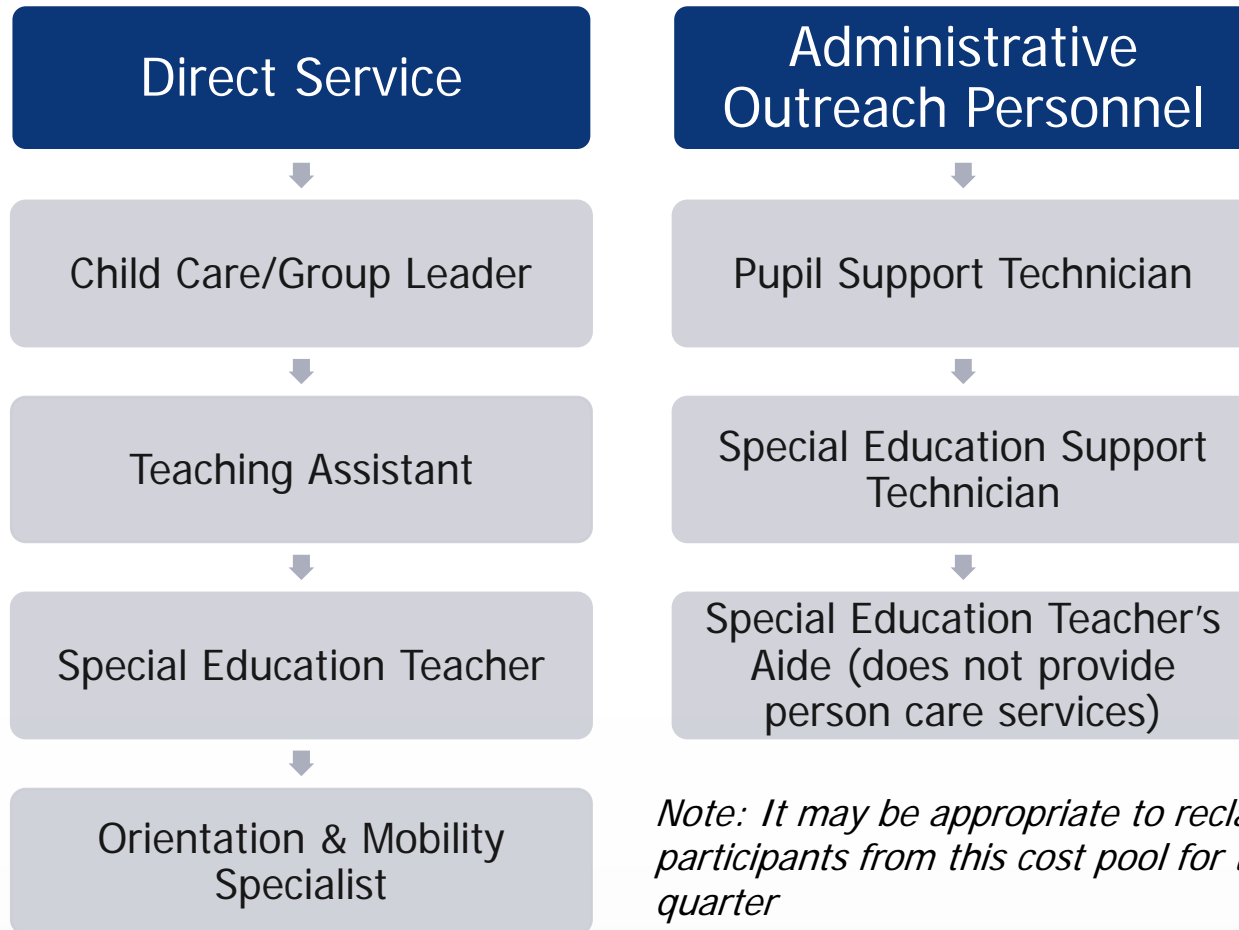 Direct Service
Child Care/Group Leader
Teaching Assistant
Special Education Teacher
Orientation & Mobility
Specialist
Administrative
Outreach Personnel
Pupil Support Technician
Special Education Support
Technician
Special Education Teacher’s
Aide (does not provide
person care services)
Note: It may be appropriate to
participants from this cost pool for
quarter